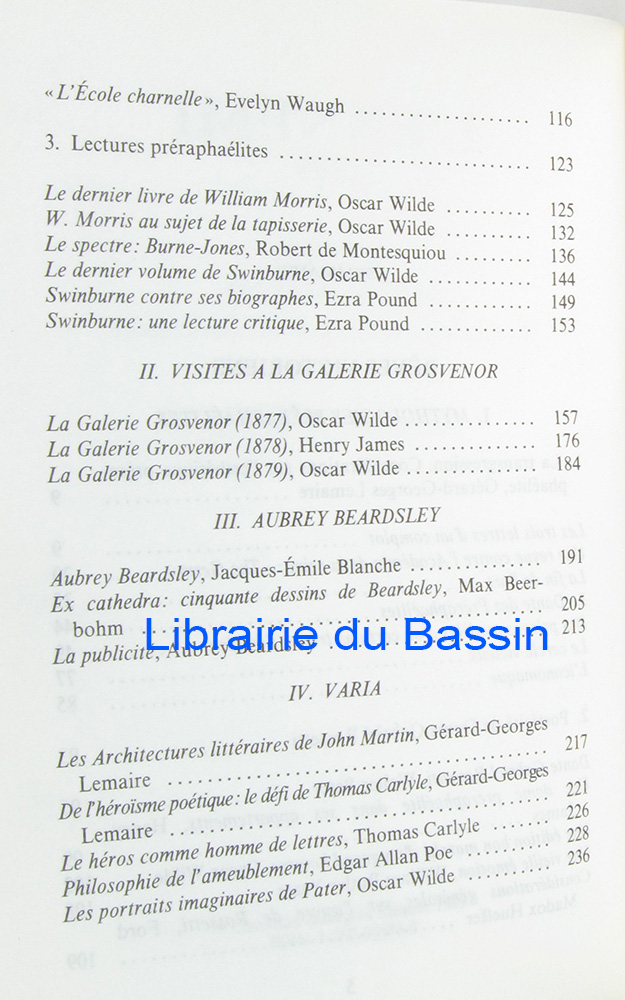 « L'École charnelle », Evelyn Waugh .................... 116
3. Lectures préraphaélites ............................. 123
Le dernier livre de William Morris, Oscar Wilde .......... 125
W. Morris au sujet de la tapisserie, Oscar Wilde .......... 132
Le spectre : Burne-Jones, Robert de Montesquiou ......... 136
Le dernier volume de Swinburne, Oscar Wilde ............ 144
Swinburne contre ses biographes, Ezra Pound ............ 149
Swinburne : une lecture critique, Ezra Pound ............. 153
II. VISITES A LA GALERIE GROSVENOR
La Galerie Grosvenor (1877), Oscar Wilde ............... 157
La Galerie Grosvenor (1878), Henry James .............. 176
La Galerie Grosvenor (1879), Oscar Wilde ............... 184
III. AUBREY BEARDSLEY
Aubrey Beardsley, Jacques-Émile Blanche ................ 191
Ex cathedra : cinquante dessins de Beardsley, Max Beer-
bohm ............................................... 205
Librairie du Bassin
La publicité, Aubrey Beardsley ......................... 213
IV. VARIA
Les Architectures littéraires de John Martin, Gérard-Georges
Lemaire ............................................ 217
De l'héroïsme poétique : le défi de Thomas Carlyle, Gérard-Georges
Lemaire ............................................ 221
Le héros comme homme de lettres, Thomas Carlyle ....... 226
Philosophie de l'ameublement, Edgar Allan Poe .......... 228
Les portraits imaginaires de Pater, Oscar Wilde ........... 236